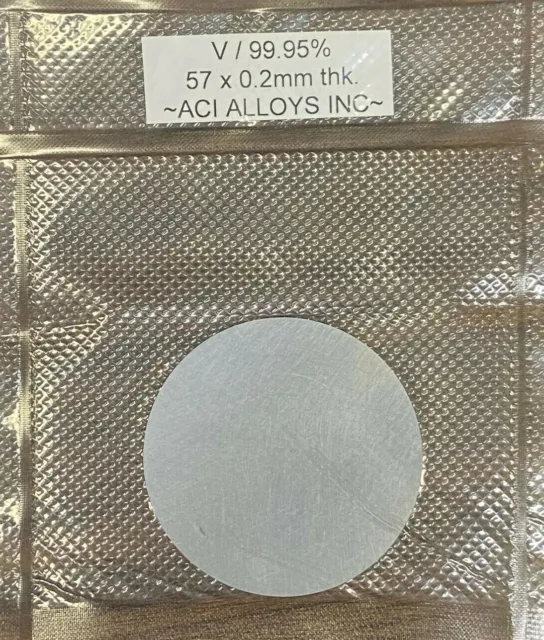 V / 99.95%
57 x 0.2mm thk.
~ACI ALLOYS INC~